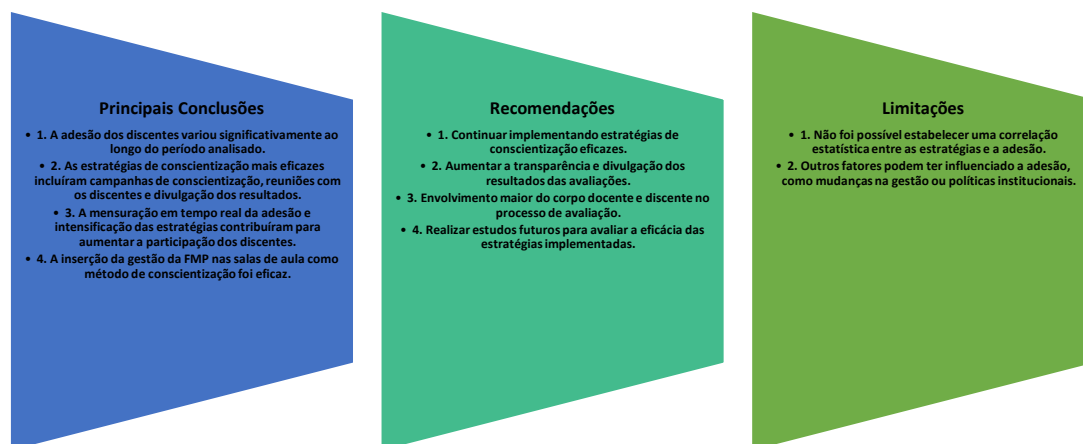 Principais Conclusões
• 1. A adesão dos discentes variou significativamente ao
longo do período analisado.
• 2. As estratégias de conscientização mais eficazes
incluíram campanhas de conscientização, reuniões com
os discentes e divulgação dos resultados.
• 3. A mensuração em tempo real da adesão e
intensificação das estratégias contribuíram para
aumentar a participação dos discentes.
• 4. A inserção da gestão da FMP nas salas de aula como
método de conscientização foi eficaz.
Recomendações
• 1. Continuar implementando estratégias de
conscientização eficazes.
• 2. Aumentar a transparência e divulgação dos
resultados das avaliações.
• 3. Envolvimento maior do corpo docente e discente no
processo de avaliação.
• 4. Realizar estudos futuros para avaliar a eficácia das
estratégias implementadas.
Limitações
• 1. Não foi possível estabelecer uma correlação
estatística entre as estratégias e a adesão.
• 2. Outros fatores podem ter influenciado a adesão,
como mudanças na gestão ou políticas institucionais.